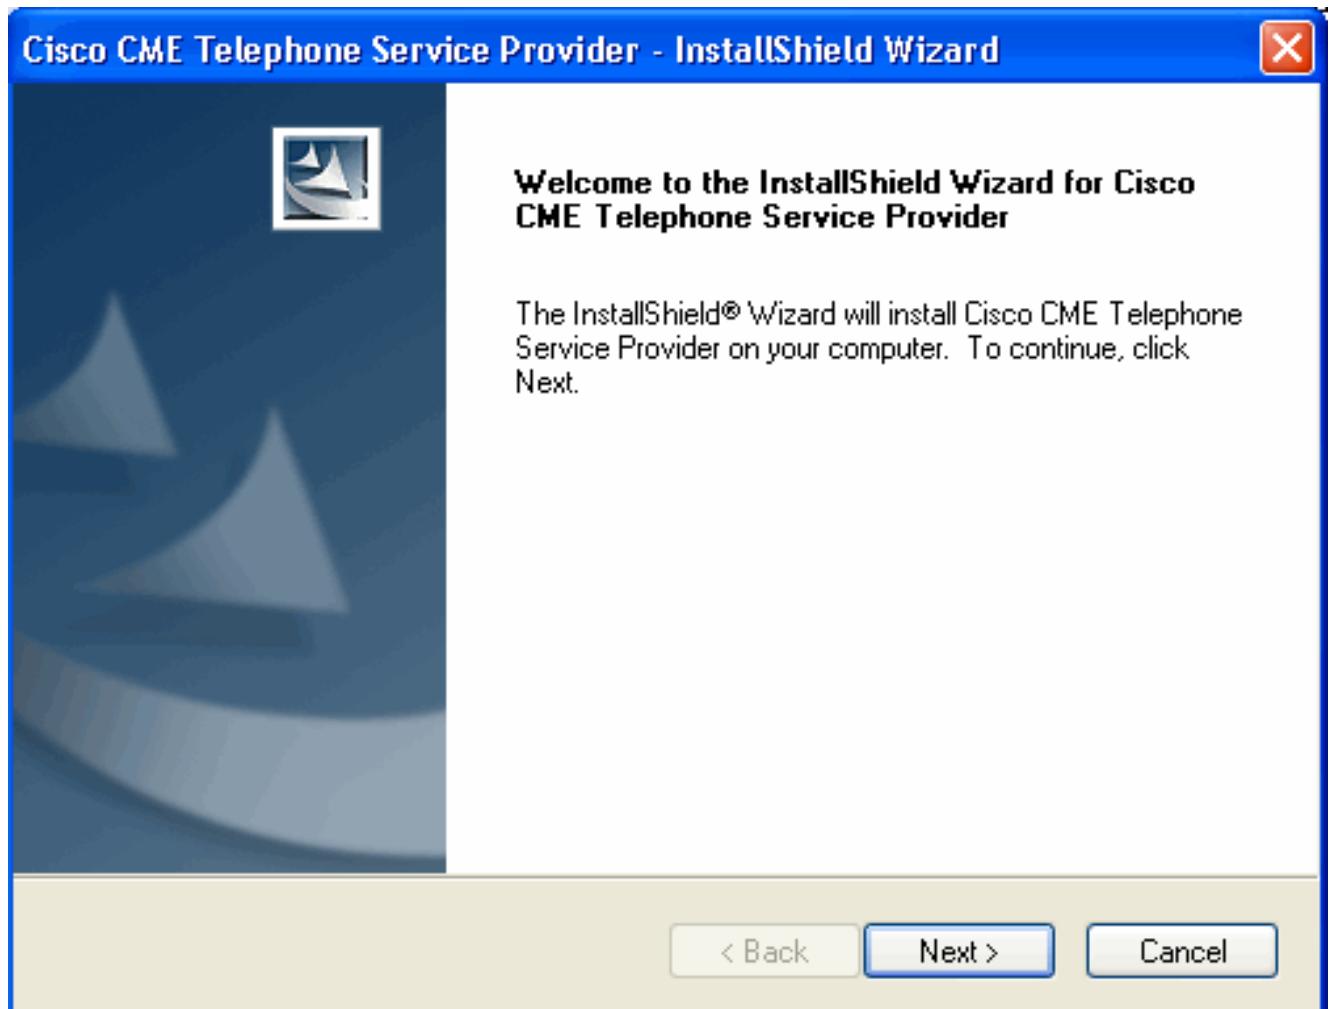 Cisco CME Telephone Service Provider - InstallShield Wizard
Welcome to the InstallShield Wizard for Cisco
CME Telephone Service Provider
The InstallShield® Wizard will install Cisco CME Telephone
Service Provider on your computer.  To continue, click
Next.
< Back
Next >
Cancel